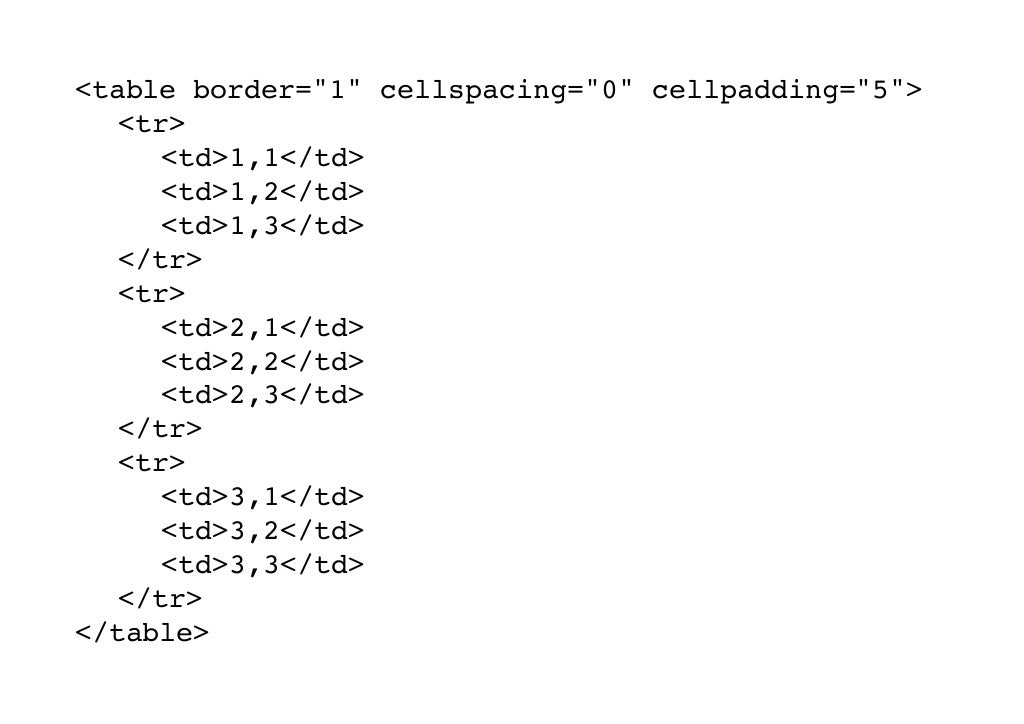 <table border="1" cellspacing="0" cellpadding="5">
<tr>
<td>1,1</td>
<td>1,2</td>
<td>1,3</td>
</tr>
<tr>
<td>2,1</td>
<td>2,2</td>
<td>2,3</td>
</tr>
<tr>
<td>3,1</td>
<td>3,2</td>
<td>3,3</td>
</tr>
</table>